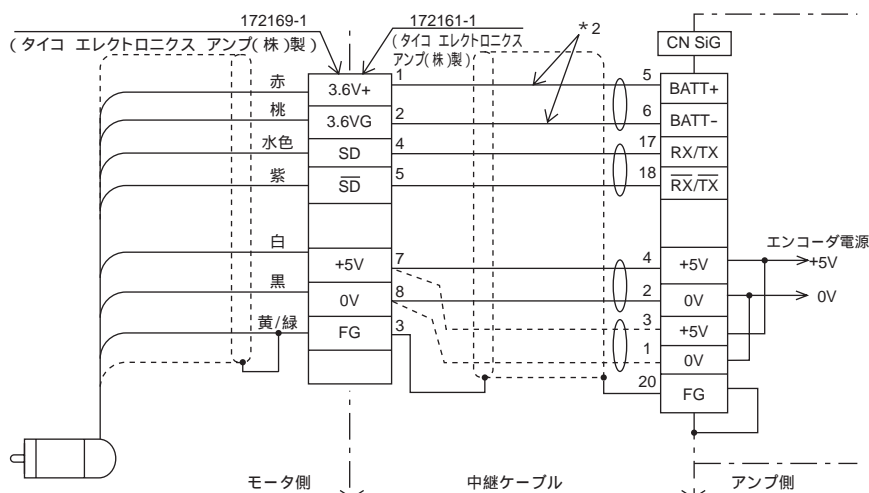 172169-1
(タイコ エレクトロニクス アンプ(株)製)
172161-1
(タイコ エレクトロニクス
アンプ(株)製)
*2
CN SiG
赤 3.6V+ 1 5 BATT+
桃 3.6VG 2 6 BATT-
水色 SD 4 17 RX/TX
紫 S̅D̅ 5 18 R̅X̅/T̅X̅
エンコーダ電源
白 +5V 7 4 +5V +5V
黒 0V 8 2 0V 0V
黄/緑 FG 3 3 +5V
1 0V
20 FG
モータ側 中継ケーブル アンプ側